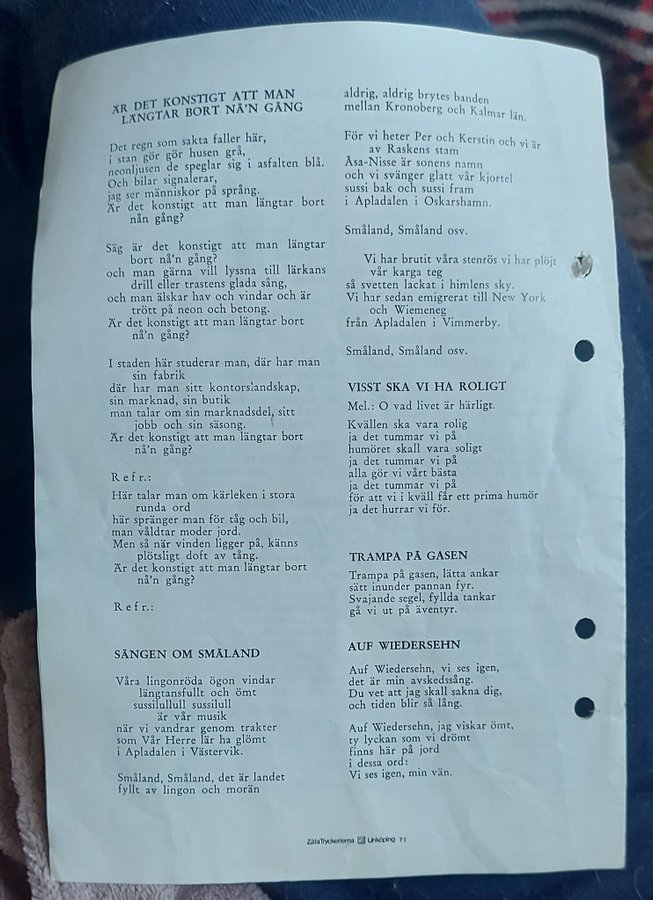 ÄR DET KONSTIGT ATT MAN
LÄNGTAR BORT NÅ'N GÅNG
Det regn som sakta faller här,
i stan gör gör husen grå,
neonljusen de speglar sig i asfalten blå.
Och bilar signalerar,
jag ser människor på språng.
Är det konstigt att man längtar bort
nån gång?
Säg är det konstigt att man längtar
bort nå'n gång?
och man gärna vill lyssna till lärkans
drill eller trastens glada sång,
och man älskar hav och vindar och är
trött på neon och betong.
Är det konstigt att man längtar bort
nå'n gång?
I staden här studerar man, där har man
sin fabrik
där har man sitt kontorslandskap,
sin marknad, sin butik
man talar om sin marknadsdel, sitt
jobb och sin säsong.
Är det konstigt att man längtar bort
nå'n gång?
Refr.:
Här talar man om kärleken i stora
runda ord
här spränger man för tåg och bil,
man våldtar moder jord.
Men så när vinden ligger på, känns
plötsligt doft av tång.
Är det konstigt att man längtar bort
nå'n gång?
Refr.:
SÅNGEN OM SMÅLAND
Våra lingonröda ögon vindar
längtansfullt och ömt
sussilullull sussilull
är vår musik
när vi vandrar genom trakter
som Vår Herre lär ha glömt
i Apladalen i Västervik.
Småland, Småland, det är landet
fyllt av lingon och morän
aldrig, aldrig brytes banden
mellan Kronoberg och Kalmar län.
För vi heter Per och Kerstin och vi är
av Raskens stam
Åsa-Nisse är sonens namn
och vi svänger glatt vår kjortel
sussi bak och sussi fram
i Apladalen i Oskarshamn.
Småland, Småland osv.
Vi har brutit våra stenrös vi har plöjt
vår karga teg
så svetten lackat i himlens sky.
Vi har sedan emigrerat till New York
och Wiemeneg
från Apladalen i Vimmerby.
Småland, Småland osv.
VISST SKA VI HA ROLIGT
Mel.: O vad livet är härligt.
Kvällen ska vara rolig
ja det tummar vi på
humöret skall vara soligt
ja det tummar vi på
alla gör vi vårt bästa
ja det tummar vi på
för att vi i kväll får ett prima humör
ja det hurrar vi för.
TRAMPA PÅ GASEN
Trampa på gasen, lätta ankar
sätt inunder pannan fyr.
Svajande segel, fyllda tankar
gå vi ut på äventyr.
AUF WIEDERSEHN
Auf Wiedersehn, vi ses igen,
det är min avskedssång.
Du vet att jag skall sakna dig,
och tiden blir så lång.
Auf Wiedersehn, jag viskar ömt,
ty lyckan som vi drömt
finns här på jord
i dessa ord:
Vi ses igen, min vän.
ZätaTryckerierna Linköping 71